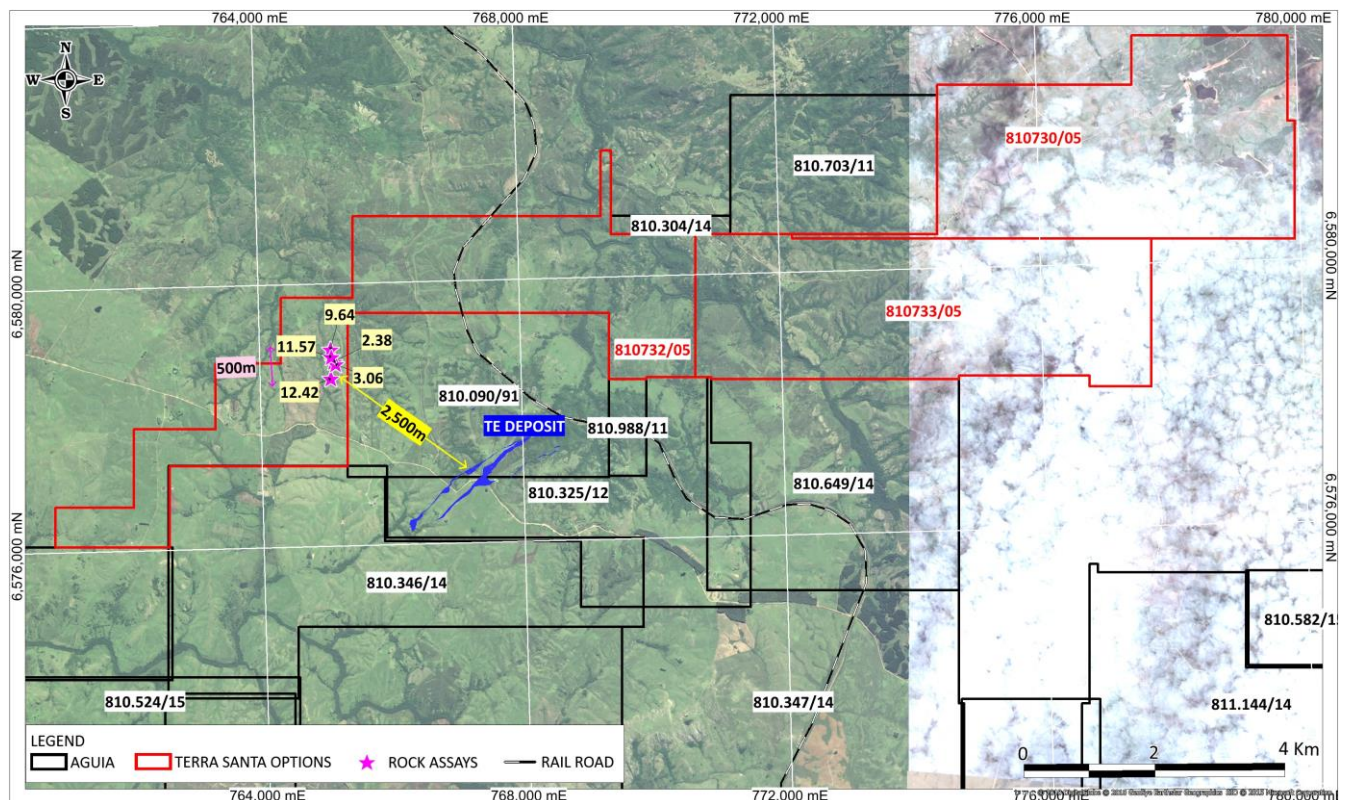 764,000 mE
768,000 mE
772,000 mE
776,000 mE
780,000 mE
N
W
E
S
810730/05
810.703/11
810.304/14
6,580,000 mN
6,580,000 mN
810733/05
9.64
11.57
2.38
810732/05
500m
3.06
12.42
810.090/91
2,500m
TE DEPOSIT
810.988/11
810.325/12
810.649/14
6,576,000 mN
6,576,000 mN
810.346/14
810.582/1
810.524/15
810.347/14
811.144/14
LEGEND
AGUIA
TERRA SANTA OPTIONS
ROCK ASSAYS
RAIL ROAD
0
2
4 Km
764,000 mE
768,000 mE
772,000 mE
776,000 mE